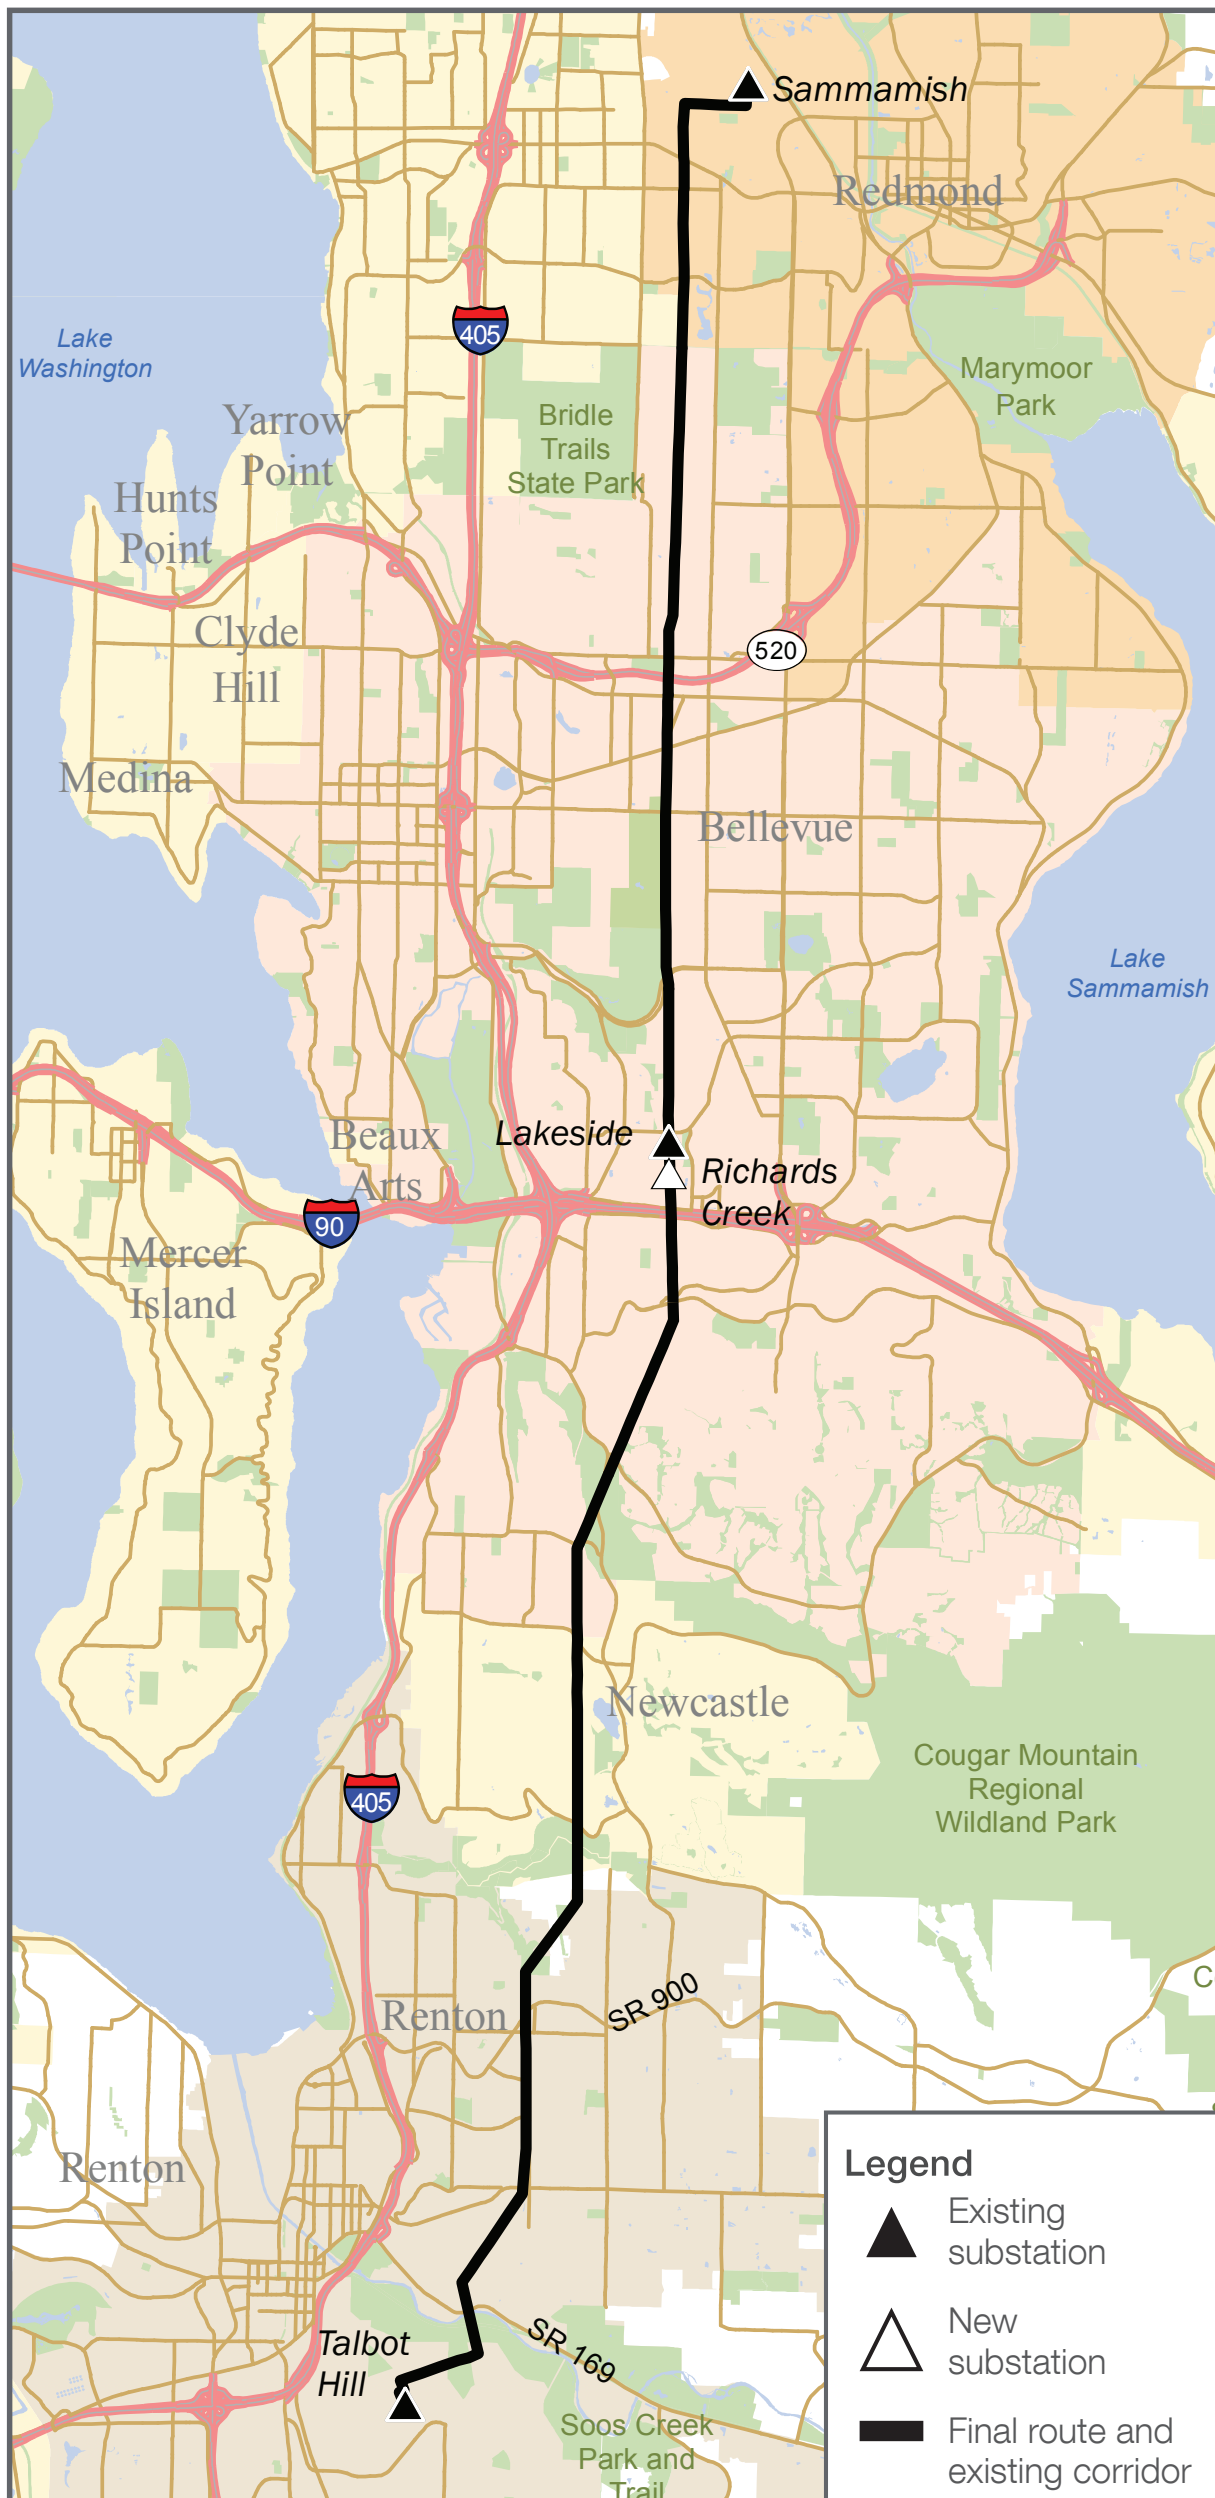 Sammamish
Redmond
405
Lake
Washington
Marymoor
Park
Yarrow
Point
Bridle
Trails
State Park
Hunts
Point
Clyde
Hill
520
Medina
Bellevue
Lake
Sammamish
Lakeside
Beaux
Arts
Richards
Creek
90
Mercer
Island
Newcastle
Cougar Mountain
Regional
Wildland Park
405
C
SR 900
Renton
Renton
Legend
Existing
substation
New
substation
Final route and
existing corridor
Talbot
Hill
SR 169
Soos Creek
Park and
Trail